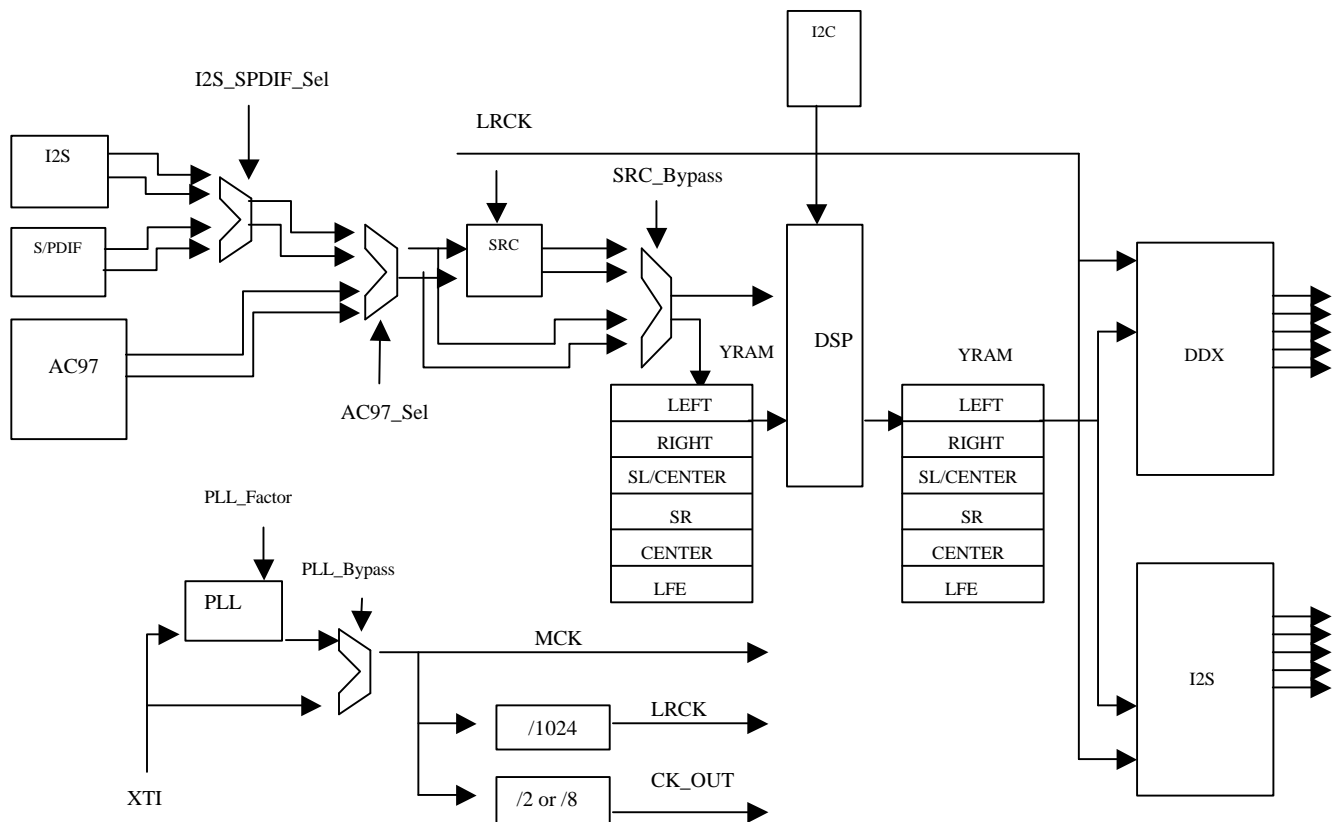 I2C
I2S_SPDIF_Sel
LRCK
I2S
SRC_Bypass
S/PDIF
SRC
AC97
DSP
YRAM
YRAM
DDX
AC97_Sel
LEFT
RIGHT
SL/CENTER
SR
CENTER
LFE
LEFT
RIGHT
SL/CENTER
SR
CENTER
LFE
PLL_Factor
PLL_Bypass
PLL
MCK
I2S
LRCK
/1024
CK_OUT
/2 or /8
XTI